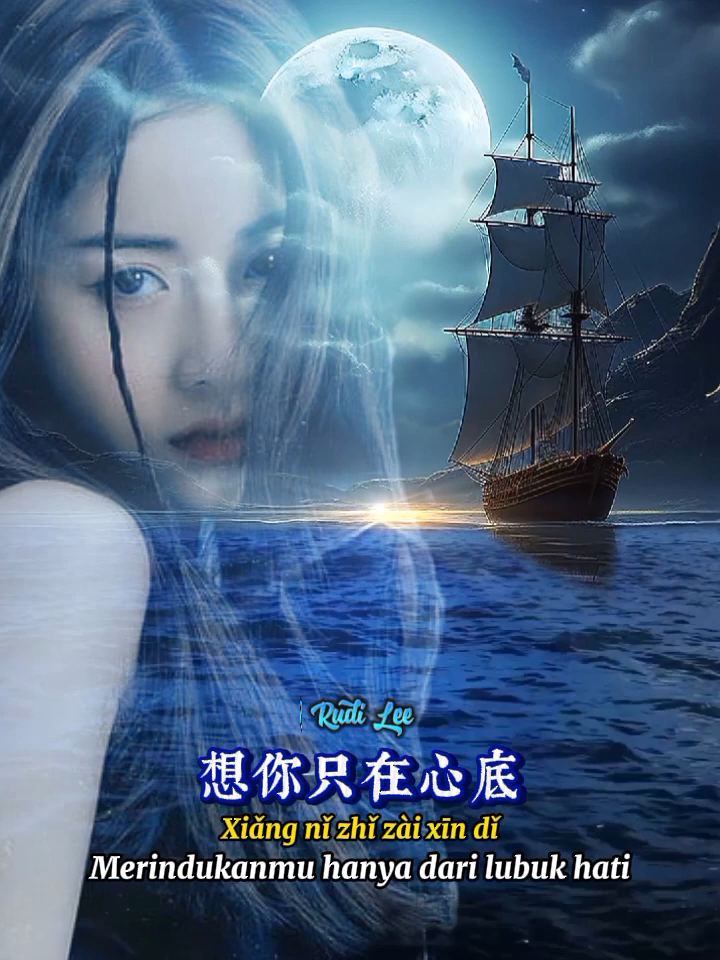 Rudi Lee
想你只在心底
Xiǎng nǐ zhǐ zài xīn dǐ
Merindukanmu hanya dari lubuk hati